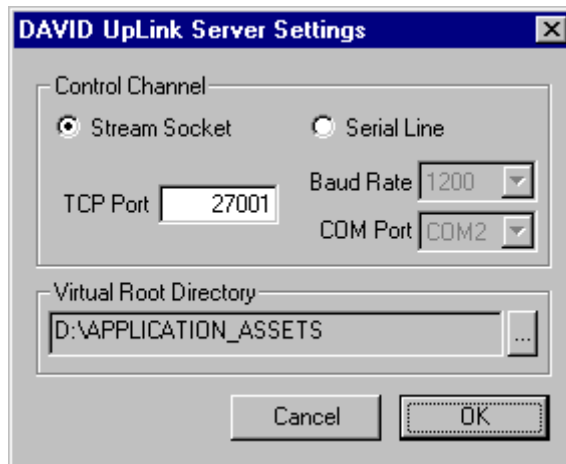 DAVID UpLink Server Settings
Control Channel
Stream Socket
Serial Line
TCP Port 27001
Baud Rate 1200
COM Port COM2
Virtual Root Directory
D:\APPLICATION_ASSETS ...
Cancel OK